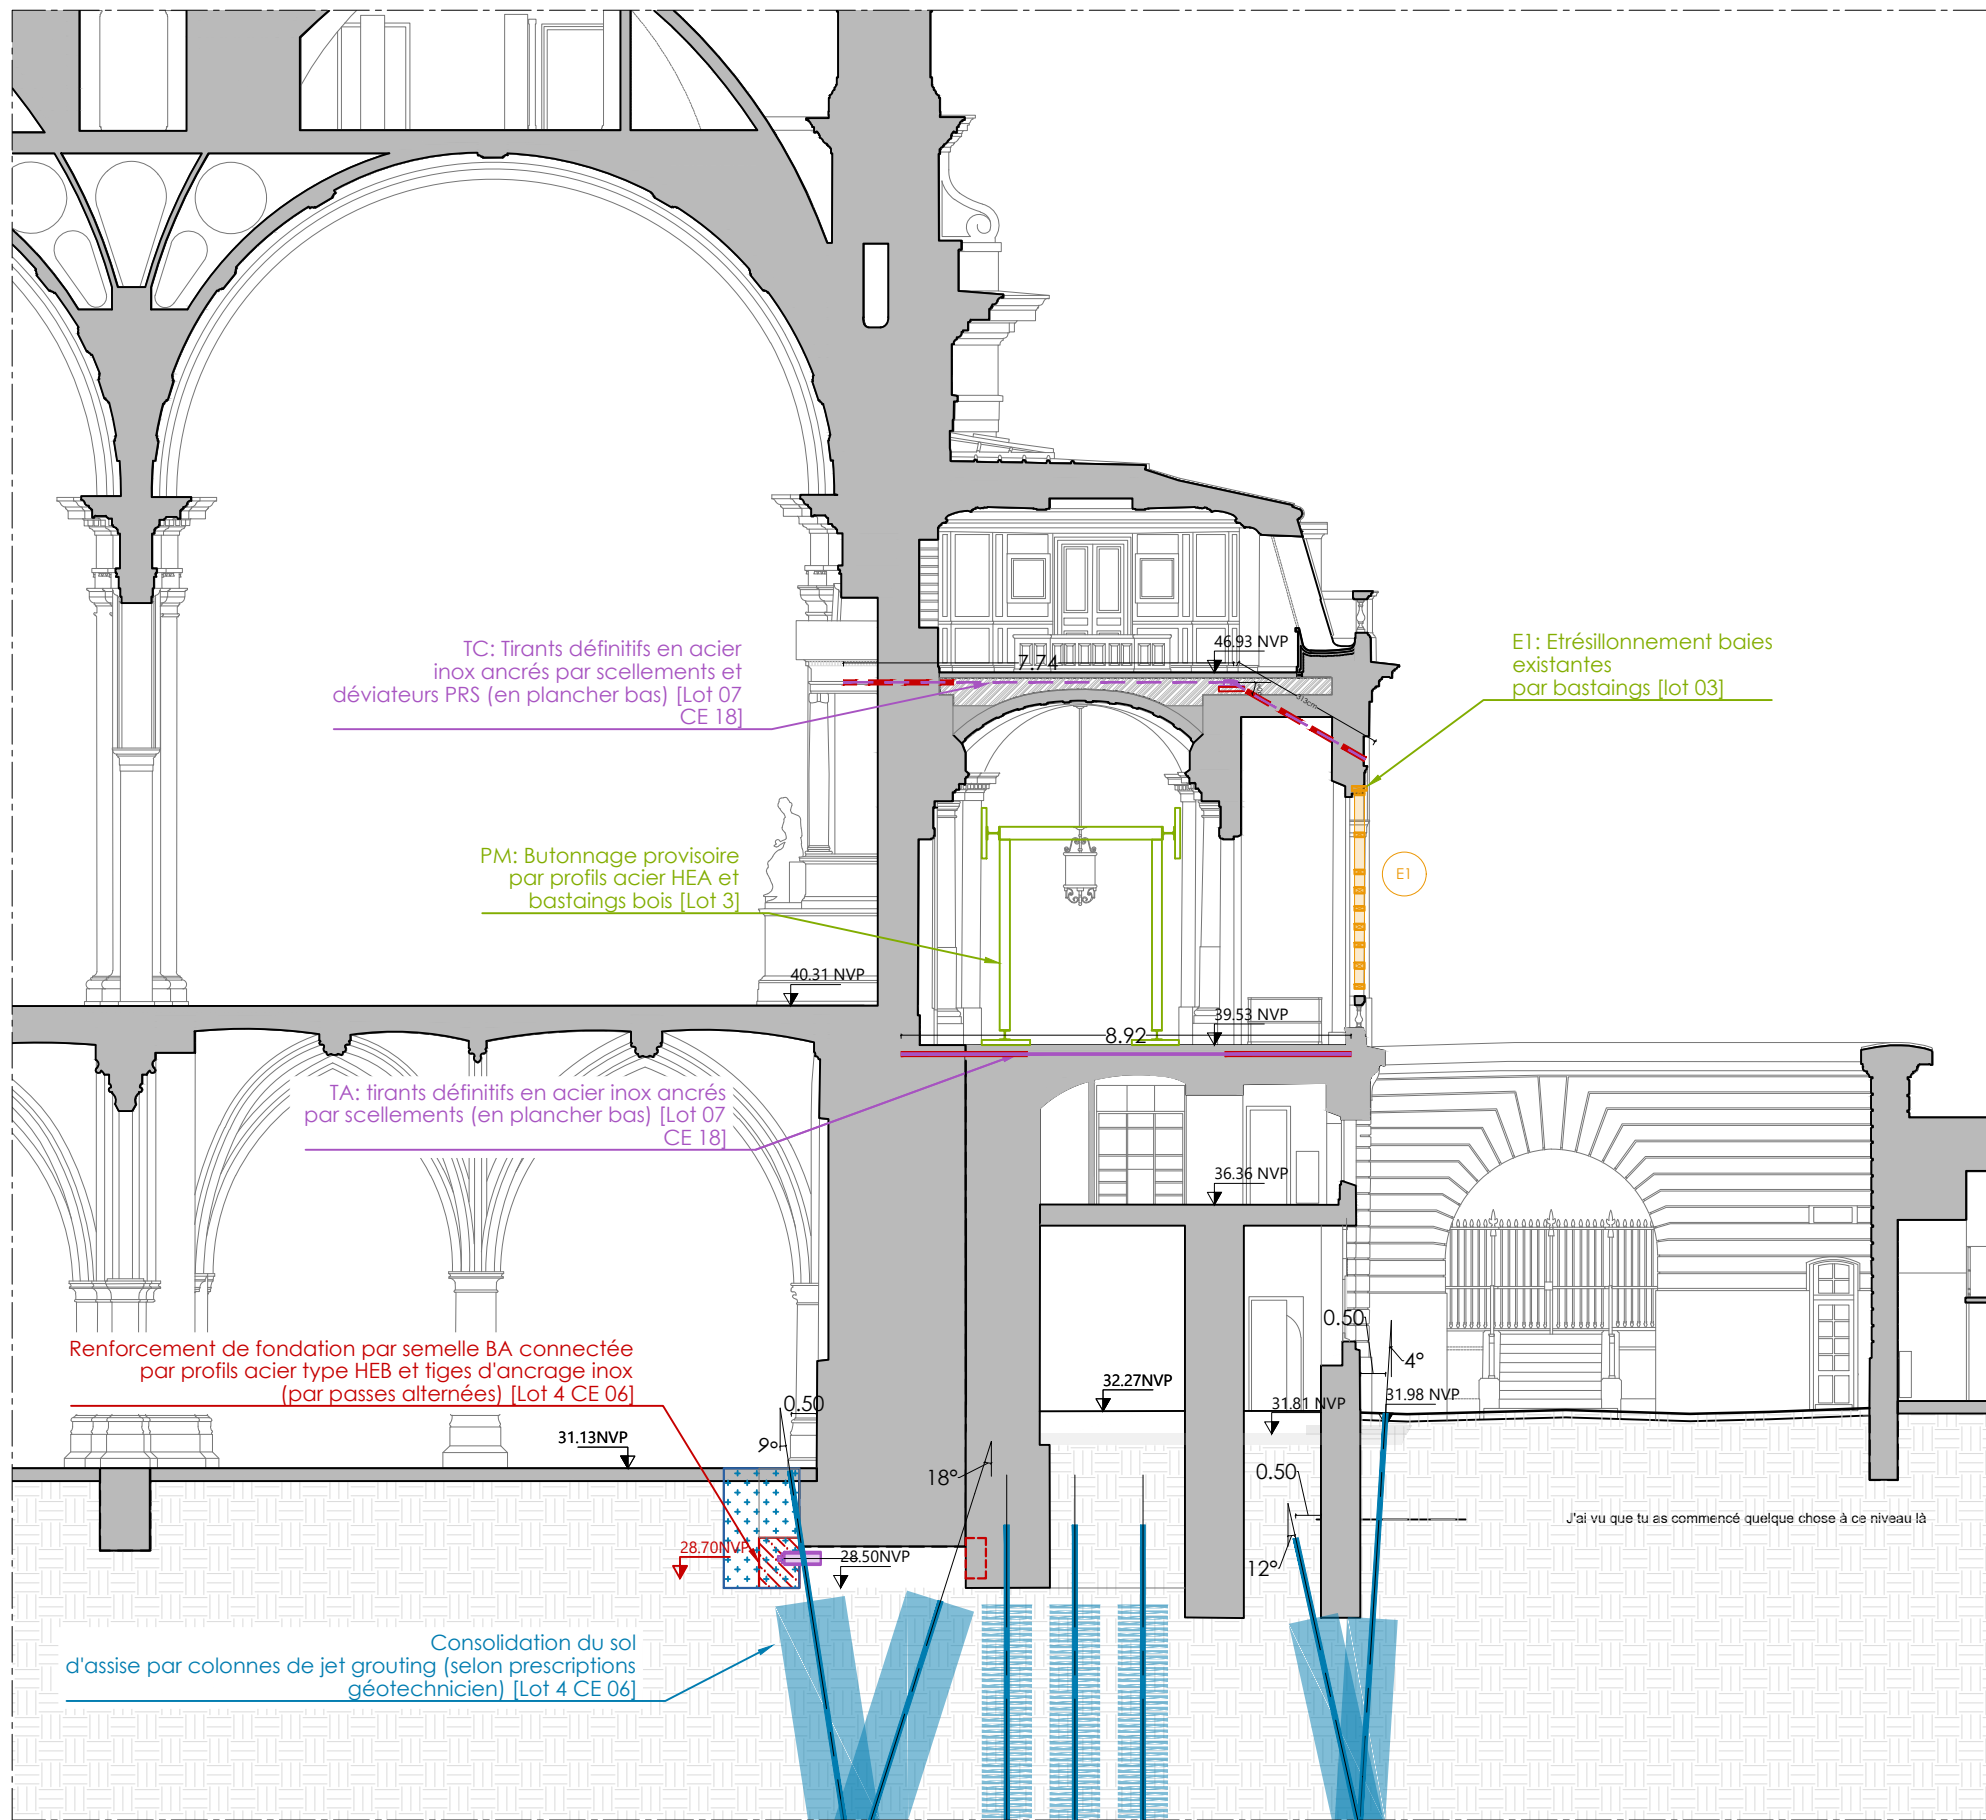 46.93 NVP
7.74
313cm
TC: Tirants définitifs en acier
inox ancrés par scellements et
déviateurs PRS (en plancher bas) [Lot 07
CE 18]
E1: Etrésillonnement baies
existantes
par bastaings [lot 03]
PM: Butonnage provisoire
par profils acier HEA et
bastaings bois [Lot 3]
E1
40.31 NVP
39.53 NVP
8.92
TA: tirants définitifs en acier inox ancrés
par scellements (en plancher bas) [Lot 07
CE 18]
36.36 NVP
0.50
4°
Renforcement de fondation par semelle BA connectée
par profils acier type HEB et tiges d'ancrage inox
(par passes alternées) [Lot 4 CE 06]
0.50
32.27NVP
31.81 NVP
31.98 NVP
31.13NVP
9°
18°
0.50
J'ai vu que tu as commencé quelque chose à ce niveau là
28.70NVP
28.50NVP
12°
Consolidation du sol
d'assise par colonnes de jet grouting (selon prescriptions
géotechnicien) [Lot 4 CE 06]